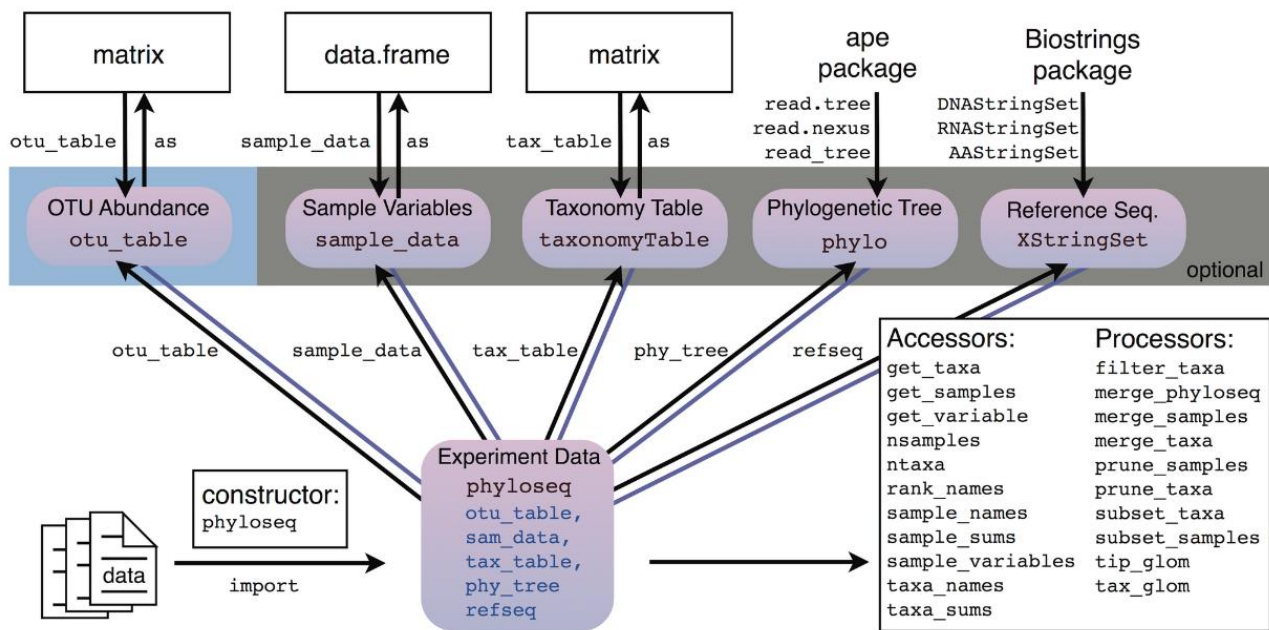 matrix
data.frame
matrix
ape
package
Biostrings
package
otu_table
as
sample_data
as
tax_table
as
read.tree
read.nexus
read_tree
DNAStringSet
RNAStringSet
AAStringSet
OTU Abundance
otu_table
Sample Variables
sample_data
Taxonomy Table
taxonomyTable
Phylogenetic Tree
phylo
Reference Seq.
XStringSet
optional
otu_table
sample_data
tax_table
phy_tree
refseq
Accessors:
get_taxa
get_samples
get_variable
nsamples
ntaxa
rank_names
sample_names
sample_sums
sample_variables
taxa_names
taxa_sums
Processors:
filter_taxa
merge_phyloseq
merge_samples
merge_taxa
prune_samples
prune_taxa
subset_taxa
subset_samples
tip_glom
tax_glom
Experiment Data
phyloseq
otu_table,
sam_data,
tax_table,
phy_tree
refseq
constructor:
phyloseq
data
import